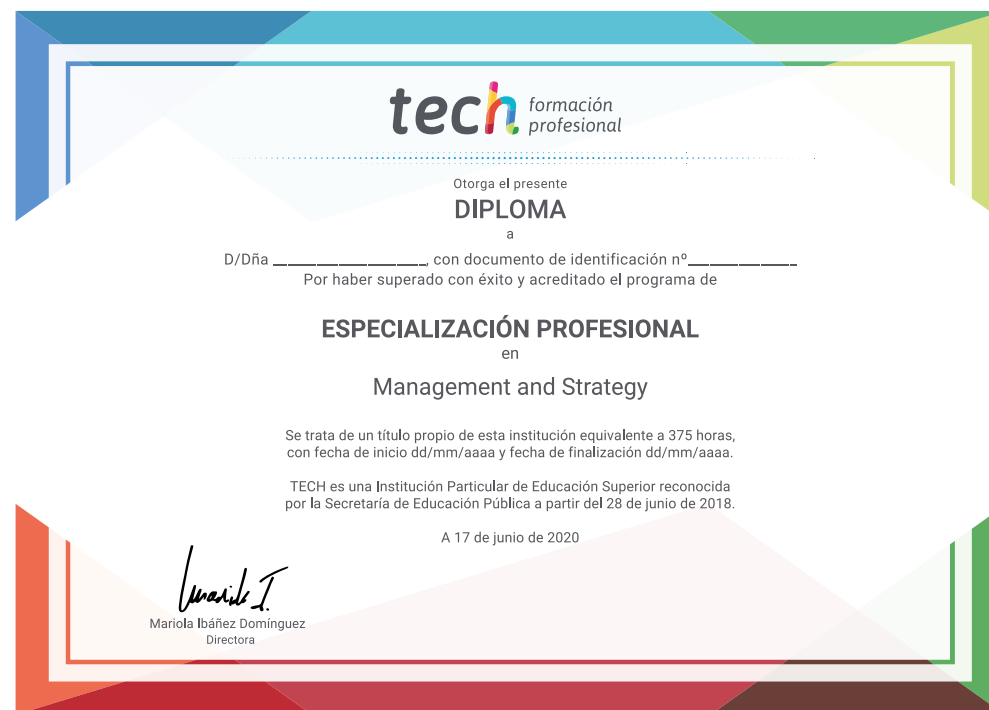 tech formación
profesional
Otorga el presente
DIPLOMA
a
D/Dña ____________________, con documento de identificación nº______________
Por haber superado con éxito y acreditado el programa de
ESPECIALIZACIÓN PROFESIONAL
en
Management and Strategy
Se trata de un título propio de esta institución equivalente a 375 horas,
con fecha de inicio dd/mm/aaaa y fecha de finalización dd/mm/aaaa.
TECH es una Institución Particular de Educación Superior reconocida
por la Secretaría de Educación Pública a partir del 28 de junio de 2018.
A 17 de junio de 2020
Mariola Ibáñez Domínguez
Directora